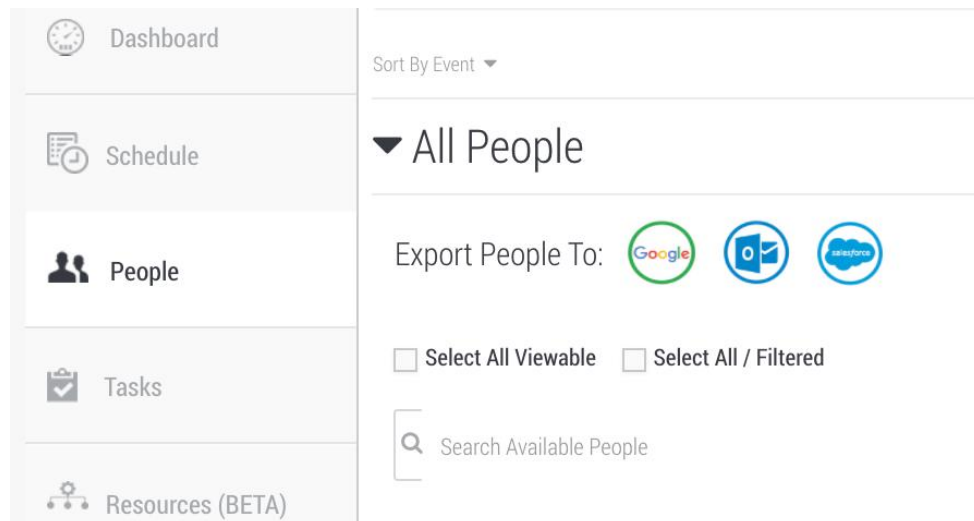 Dashboard
Schedule
People
Tasks
Resources (BETA)
Sort By Event
All People
Export People To:
Google
salesforce
Select All Viewable
Select All / Filtered
Search Available People